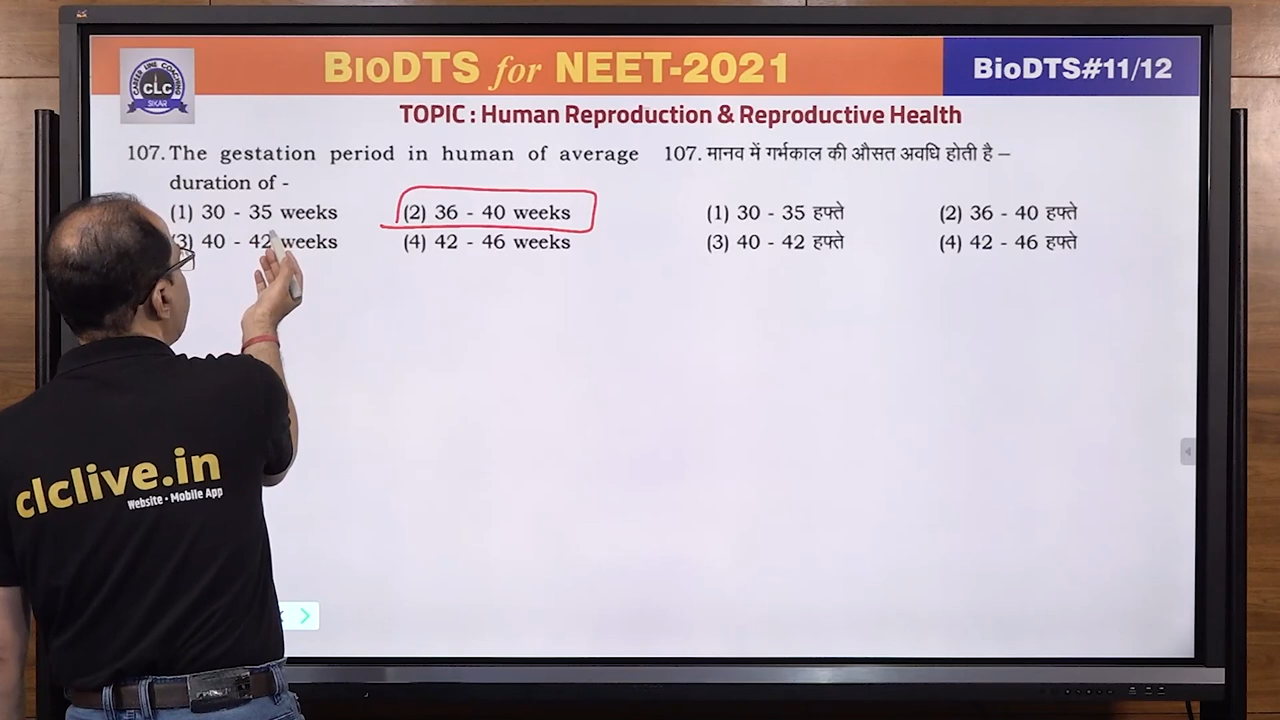 BIODTS for NEET-2021
BIODTS#11/12
CAREER LINE COACHING
CLC
SIKAR
TOPIC : Human Reproduction & Reproductive Health
107. The gestation period in human of average
duration of -
(1) 30 - 35 weeks
(2) 36 - 40 weeks
(3) 40 - 42 weeks
(4) 42 - 46 weeks
107. मानव में गर्भकाल की औसत अवधि होती है –
(1) 30 - 35 हफ्ते
(2) 36 - 40 हफ्ते
(3) 40 - 42 हफ्ते
(4) 42 - 46 हफ्ते
clclive.in
Website • Mobile App